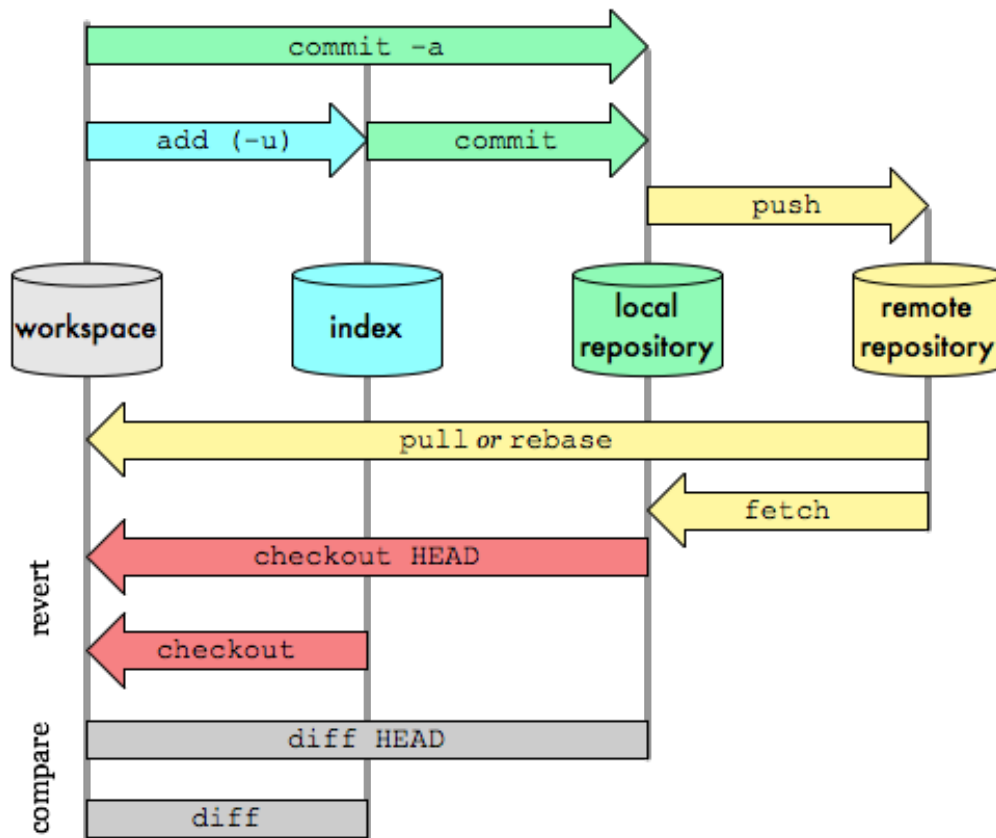 commit -a
add (-u)
commit
push
workspace
index
local
repository
remote
repository
pull or rebase
fetch
revert
checkout HEAD
checkout
compare
diff HEAD
diff